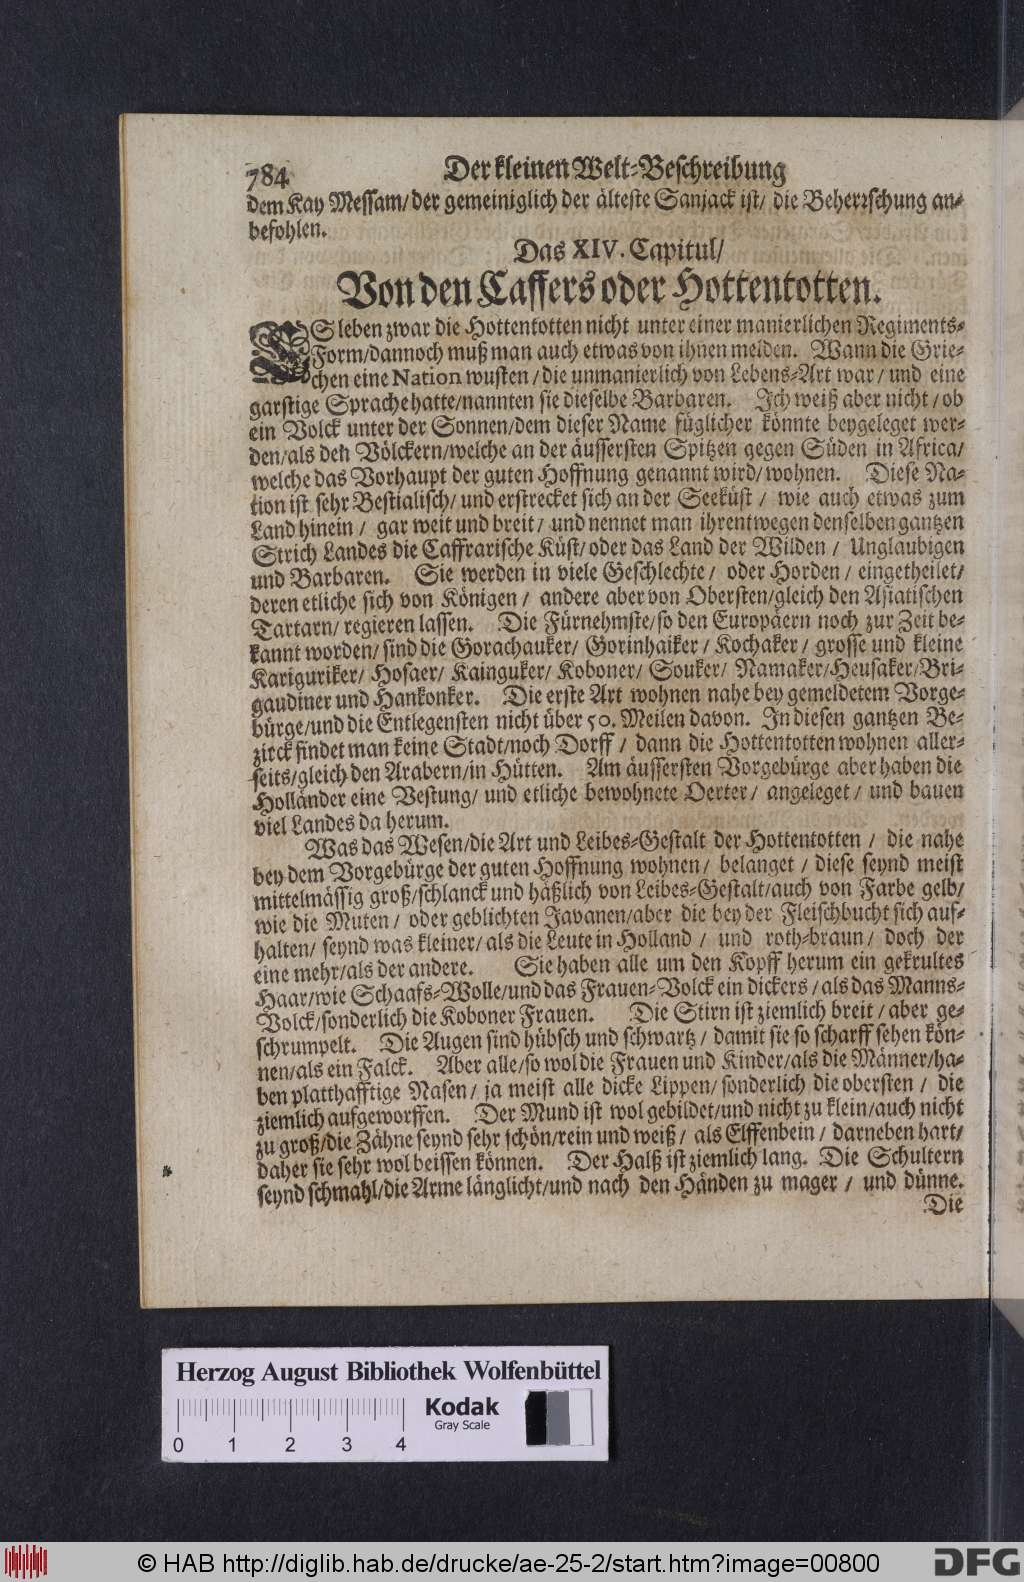 784 Der kleinen Welt-Beschreibung
dem Kay Messam/ der gemeiniglich der älteste Sanjack ist/ die Beherrschung an-
befohlen.
Das XIV. Capitul/
Von den Caffers oder Hottentotten.
ES leben zwar die Hottentotten nicht unter einer manierlichen Regiments-
Form/dannoch muß man auch etwas von ihnen melden. Wann die Grie-
chen eine Nation wusten/die unmanierlich von Lebens-Art war/ und eine
garstige Sprache hatte/nannten sie dieselbe Barbaren. Ich weiß aber nicht/ob
ein Volck unter der Sonnen/dem dieser Name füglicher könnte beygeleget wer-
den/als den Völckern/welche an der äussersten Spitzen gegen Süden in Africa/
welche das Vorhaupt der guten Hoffnung genannt wird/ wohnen. Diese Na-
tion ist sehr Bestialisch/ und erstrecket sich an der Seeküst/ wie auch etwas zum
Land hinein/ gar weit und breit/ und nennet man ihrentwegen denselben gantzen
Strich Landes die Caffrarische Küst/oder das Land der Wilden/ Unglaubigen
und Barbaren. Sie werden in viele Geschlechte/ oder Horden/ eingetheilet/
deren etliche sich von Königen/ andere aber von Obersten/gleich den Asiatischen
Tartarn/ regieren lassen. Die Fürnehmste/so den Europäern noch zur Zeit be-
kannt worden/ sind die Gorachauker/ Gorinhaiker/ Kochaker/ grosse und kleine
Kariguriker/ Hosaer/ Kainguker/ Koboner/ Souker/ Namaker/Heusaker/Bri-
gaudiner und Hankonker. Die erste Art wohnen nahe bey gemeldetem Vorge-
bürge/und die Entlegensten nicht über 50. Meilen davon. In diesen gantzen Be-
zirck findet man keine Stadt/noch Dorff/ dann die Hottentotten wohnen aller-
seits/gleich den Arabern/in Hütten. Am äussersten Vorgebürge aber haben die
Holländer eine Vestung/ und etliche bewohnete Oerter/ angeleget/ und bauen
viel Landes da herum.
Was das Wesen/die Art und Leibes-Gestalt der Hottentotten/ die nahe
bey dem Vorgebürge der guten Hoffnung wohnen/ belanget/ diese seynd meist
mittelmässig groß/schlanck und häßlich von Leibes-Gestalt/auch von Farbe gelb/
wie die Muten/ oder geblichten Javanen/aber die bey der Fleischbucht sich auf-
halten/ seynd was kleiner/als die Leute in Holland/ und roth-braun/ doch der
eine mehr/als der andere. Sie haben alle um den Kopff herum ein gekrultes
Haar/wie Schaafs-Wolle/und das Frauen-Volck ein dickers/als das Manns-
Volck/sonderlich die Koboner Frauen. Die Stirn ist ziemlich breit/aber ge-
schrumpelt. Die Augen sind hübsch und schwartz/ damit sie so scharff sehen kön-
nen/als ein Falck. Aber alle/so wol die Frauen und Kinder/als die Männer/ha-
ben platthafftige Nasen/ ja meist alle dicke Lippen/ sonderlich die obersten/ die
ziemlich aufgeworffen. Der Mund ist wol gebildet/und nicht zu klein/auch nicht
zu groß/die Zähne seynd sehr schön/rein und weiß/ als Elffenbein/ darneben hart/
daher sie sehr wol beissen können. Der Halß ist ziemlich lang. Die Schultern
seynd schmahl/die Arme länglicht/und nach den Händen zu mager/ und dünne.
Die
Herzog August Bibliothek Wolfenbüttel
Kodak
Gray Scale
0 1 2 3 4
© HAB http://diglib.hab.de/drucke/ae-25-2/start.htm?image=00800
DFG